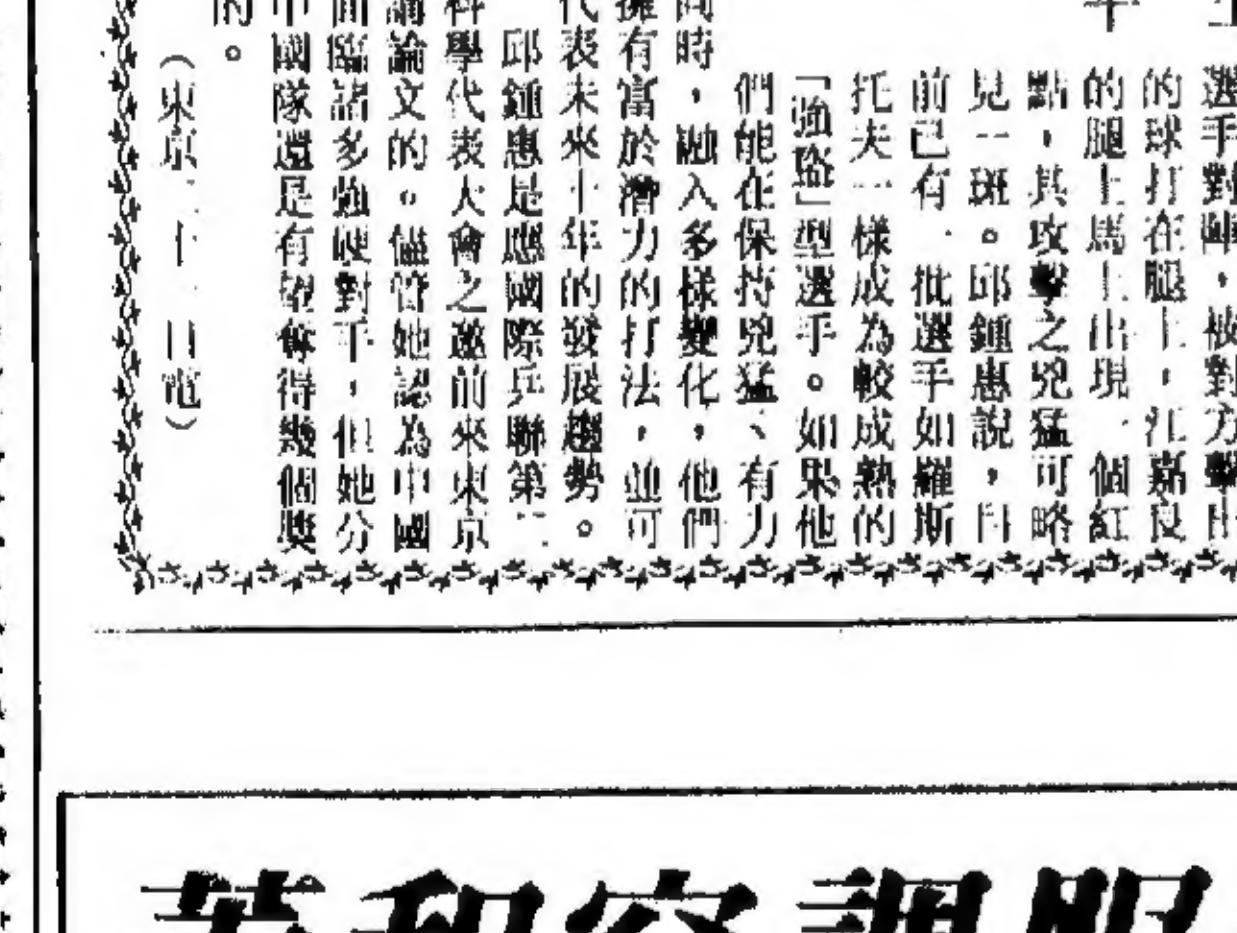 選手對陣，被對方擊出
的球打在腿上，江嘉良
的腿上馬上出現一個紅
點，其攻擊之兇猛可略
見一斑。邱鍾惠說，目
前已有一批選手如羅斯
托夫一樣成為較成熟的
「強盜」型選手。如果他
們能在保持兇猛、有力
同時，融入多樣變化，他們
擁有富於潛力的打法，並可
代表未來十年的發展趨勢。
邱鍾惠是應國際乒聯第二
科學代表大會之邀前來東京
論文的。儘管她認為中國
面臨諸多強硬對手，但她分
中國隊還是有望奪得幾個獎
的。
（東京二十二日電）
和空調服